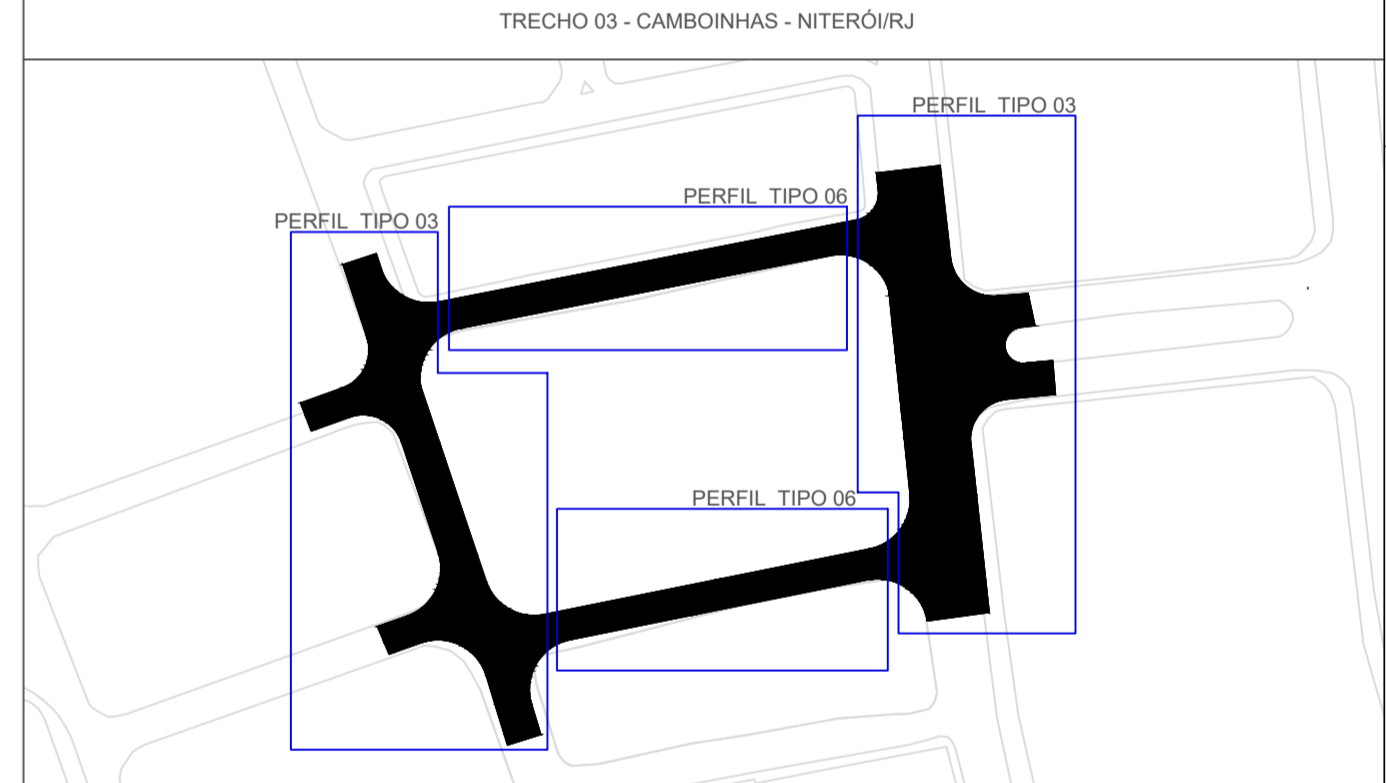 TRECHO 03 - CAMBOINHAS - NITERÓI/RJ
PERFIL TIPO 03
PERFIL TIPO 06
PERFIL TIPO 03
PERFIL TIPO 06